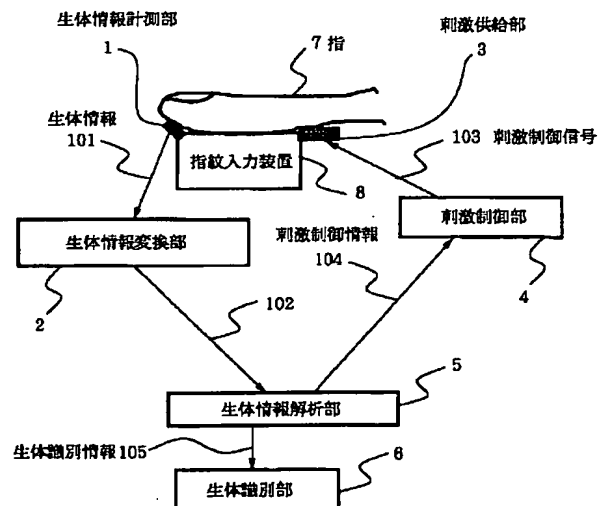 生体情報計測部
1
7 指
刺激供給部
3
生体情報
101
指紋入力装置
8
103 刺激制御信号
生体情報変換部
2
刺激制御情報
104
刺激制御部
4
102
5
生体情報解析部
生体識別情報105
6
生体識別部